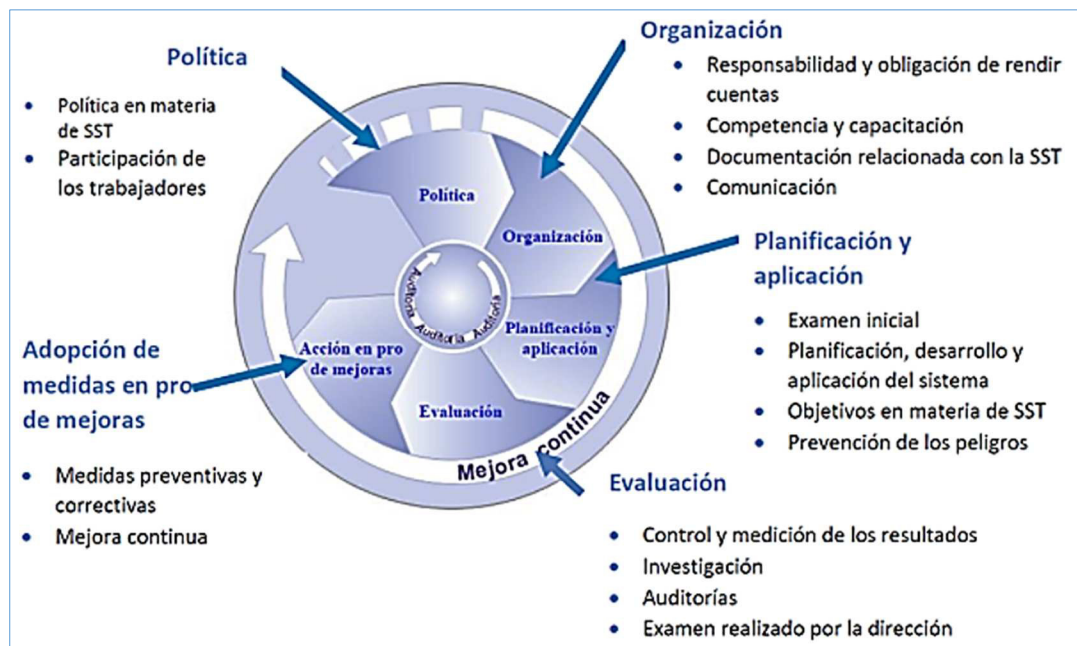 Política
• Política en materia
de SST
• Participación de
los trabajadores
Organización
• Responsabilidad y obligación de rendir
cuentas
• Competencia y capacitación
• Documentación relacionada con la SST
• Comunicación
Planificación y
aplicación
• Examen inicial
• Planificación, desarrollo y
aplicación del sistema
• Objetivos en materia de SST
• Prevención de los peligros
Evaluación
• Control y medición de los resultados
• Investigación
• Auditorías
• Examen realizado por la dirección
Adopción de
medidas en pro
de mejoras
• Medidas preventivas y
correctivas
• Mejora continua
Política
Organización
Planificación y
aplicación
Evaluación
Acción en pro
de mejoras
Auditoría Auditoría Auditoría
Mejora continua